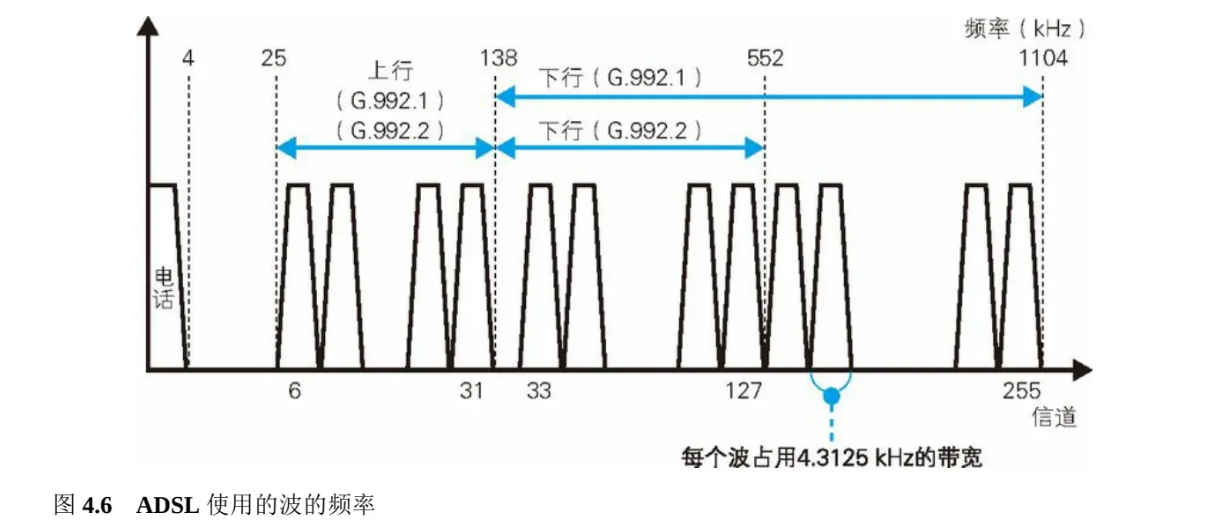 频率（kHz）
4
25
138
552
1104
上行
（G.992.1）
（G.992.2）
下行（G.992.1）
下行（G.992.2）
电
话
6
31
33
127
255
信道
每个波占用4.3125 kHz的带宽
图 4.6 ADSL 使用的波的频率